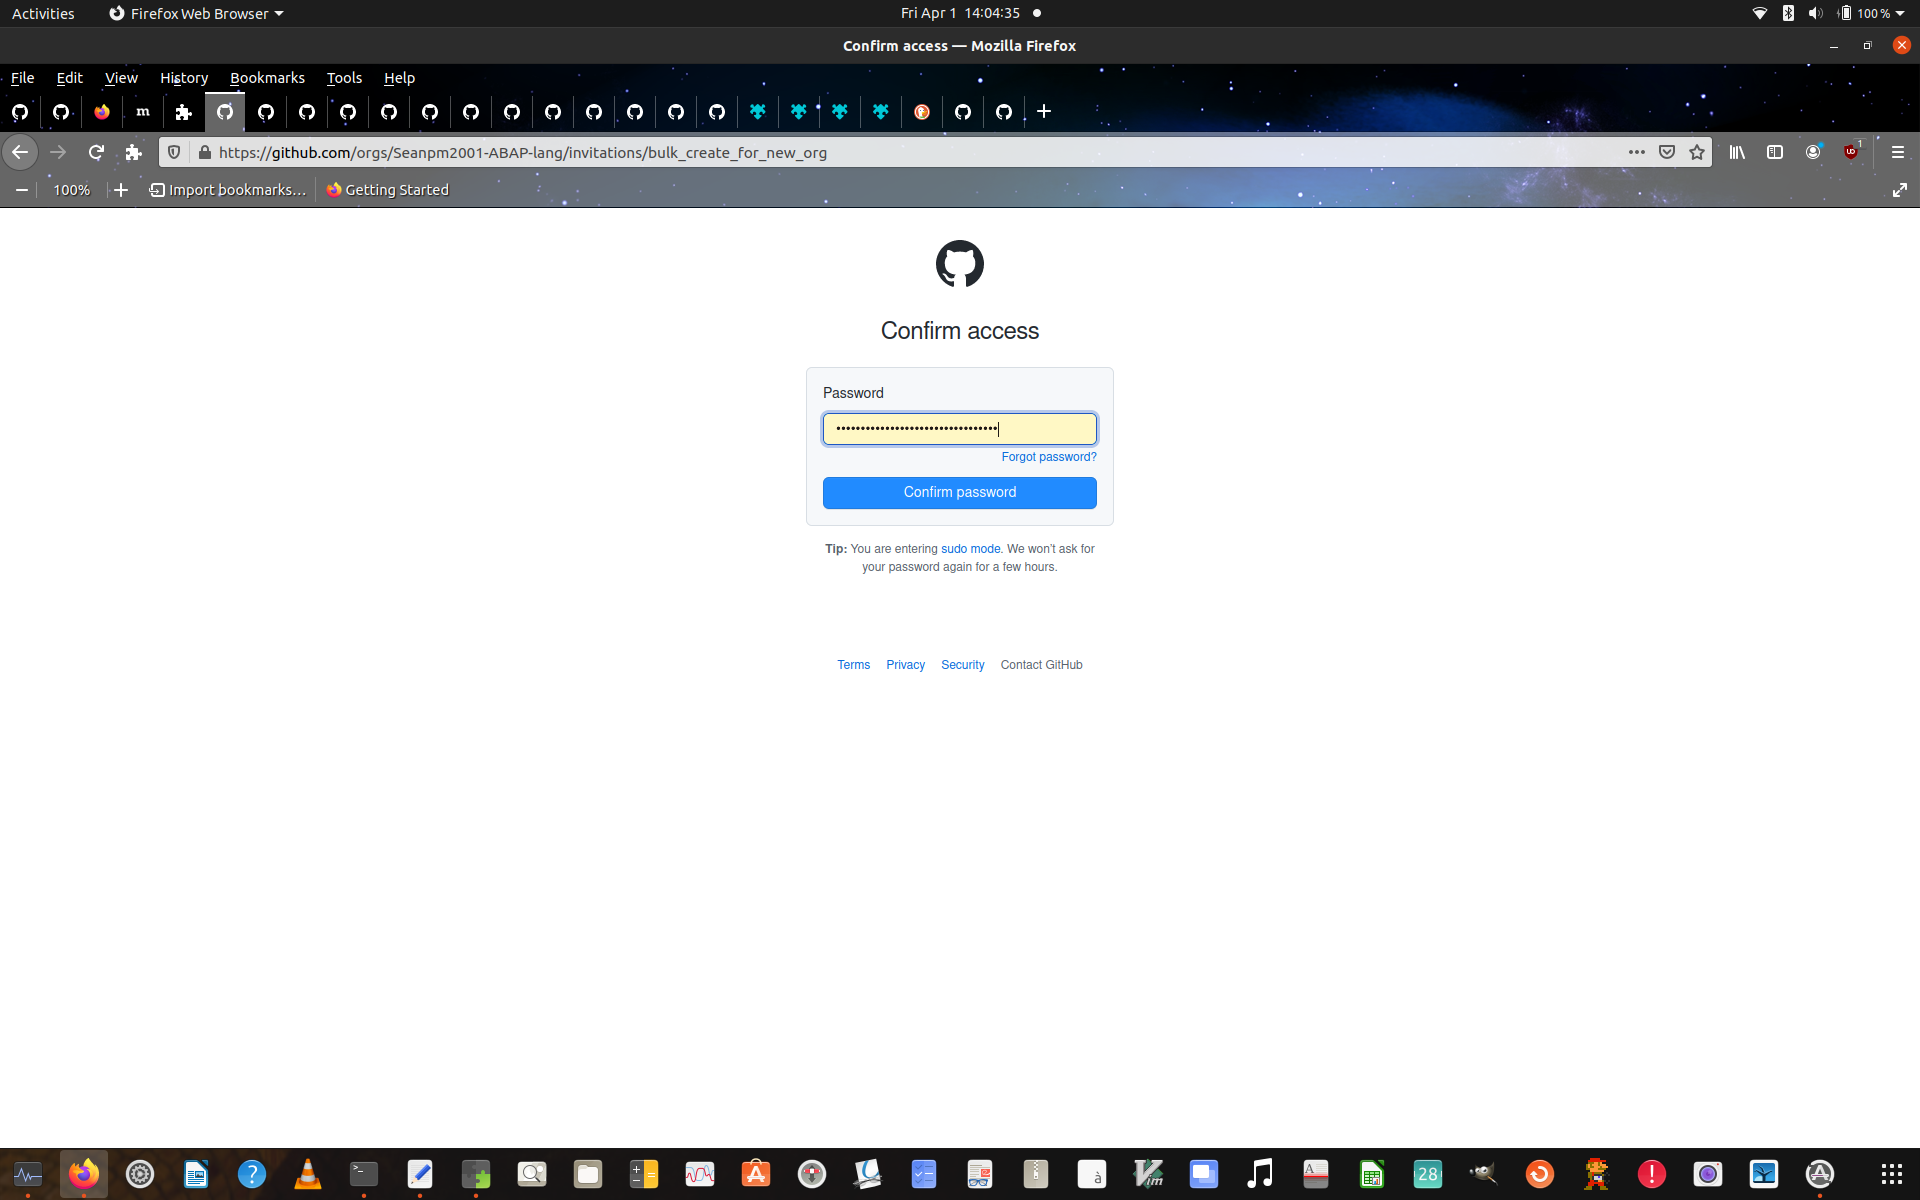 Activities
Firefox Web Browser
Fri Apr 1 14:04:35
100 %
Confirm access — Mozilla Firefox
File Edit View History Bookmarks Tools Help
m
https://github.com/orgs/Seanpm2001-ABAP-lang/invitations/bulk_create_for_new_org
1
100%
Import bookmarks...
Getting Started
Confirm access
Password
Forgot password?
Confirm password
Tip: You are entering sudo mode. We won't ask for
your password again for a few hours.
Terms Privacy Security Contact GitHub
28